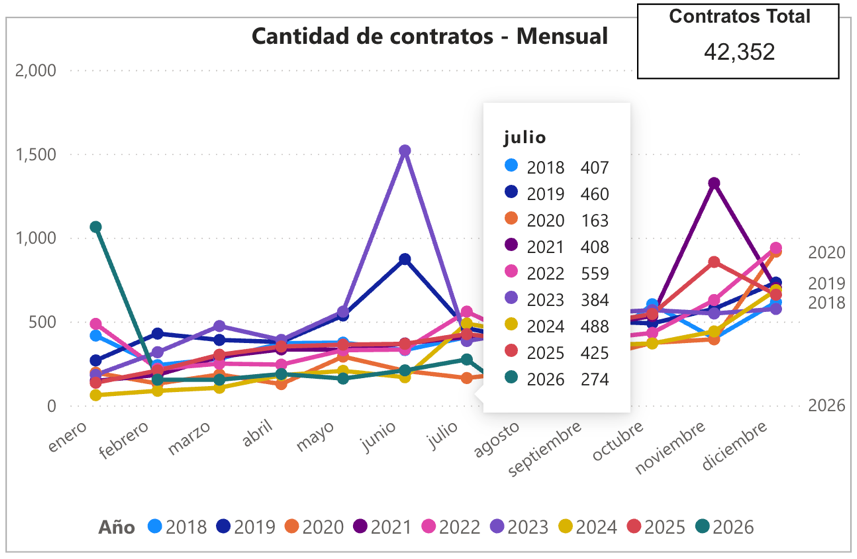 Contratos Total
42,352
Cantidad de contratos - Mensual
2,000
1,500
1,000
500
0
julio
2018 407
2019 460
2020 163
2021 408
2022 559
2023 384
2024 488
2025 425
2026 274
2020
2019
2018
2026
enero
febrero
marzo
abril
mayo
junio
julio
agosto
septiembre
octubre
noviembre
diciembre
Año 2018 2019 2020 2021 2022 2023 2024 2025 2026